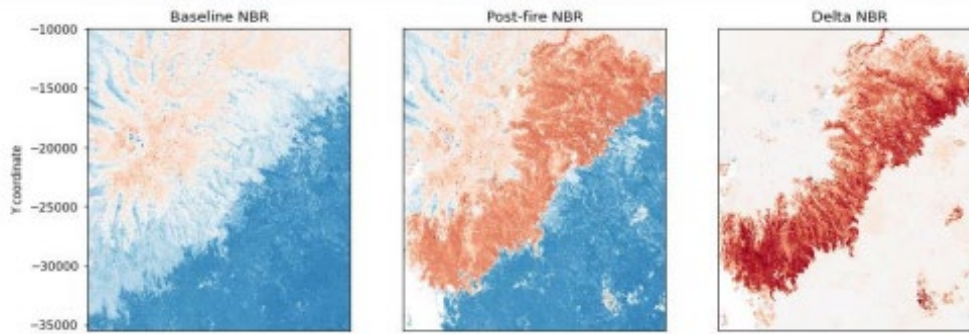 Baseline NBR
Post-fire NBR
Delta NBR
Y coordinate
−10000
−15000
−20000
−25000
−30000
−35000